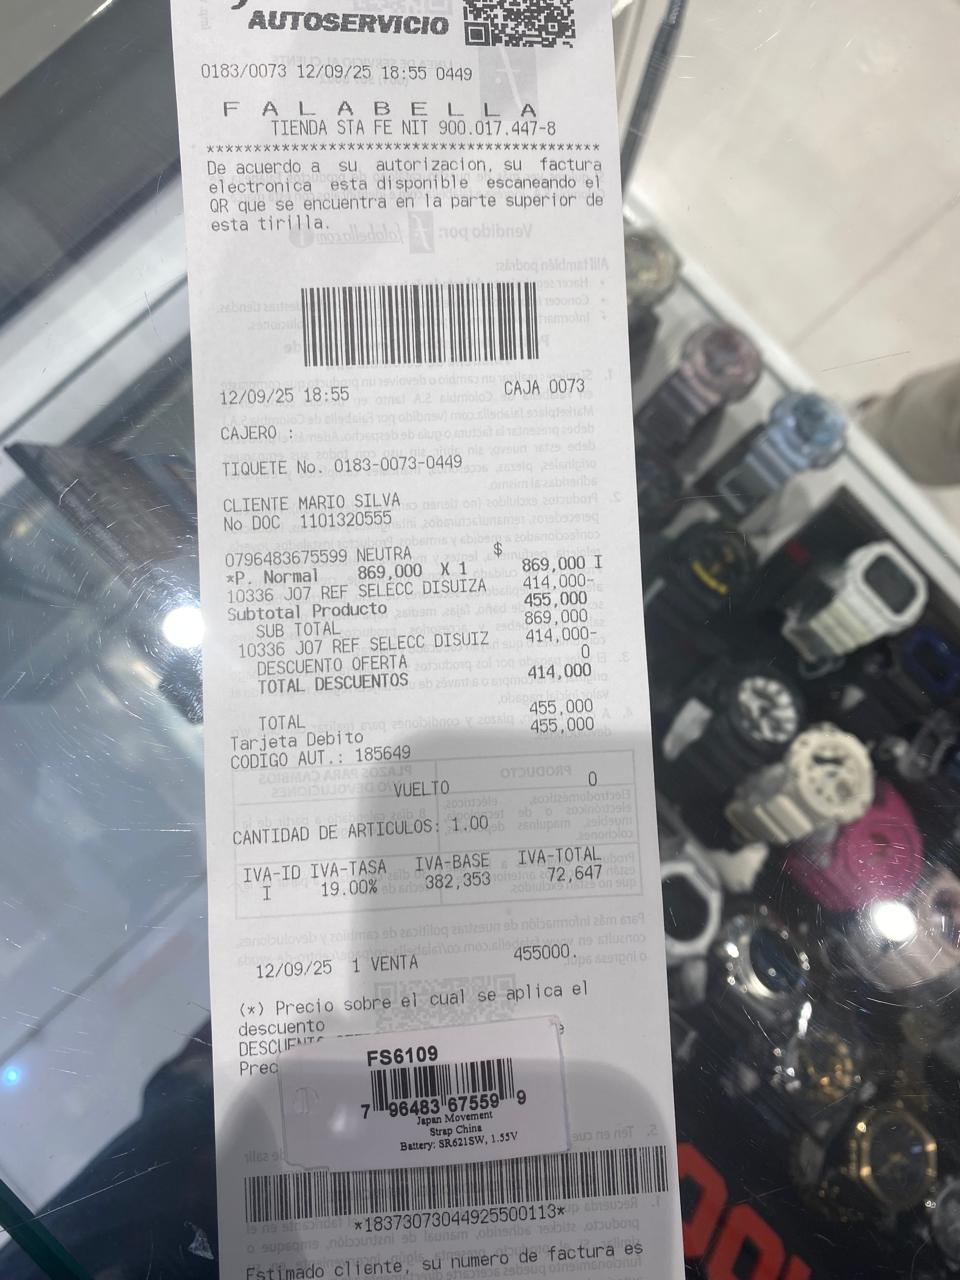 AUTOSERVICIO
0183/0073 12/09/25 18:55 0449
F A L A B E L L A
TIENDA STA FE NIT 900.017.447-8
******************************************
De acuerdo a su autorizacion, su factura
electronica esta disponible escaneando el
QR que se encuentra en la parte superior de
esta tirilla.
12/09/25 18:55 CAJA 0073
CAJERO :
TIQUETE No. 0183-0073-0449
CLIENTE MARIO SILVA
No DOC 1101320555
$
0796483675599 NEUTRA 869,000 I
*P. Normal 869,000 X 1
10336 J07 REF SELECC DISUIZA 414,000-
Subtotal Producto 455,000
SUB TOTAL 869,000
10336 J07 REF SELECC DISUIZ 414,000-
DESCUENTO OFERTA 0
TOTAL DESCUENTOS 414,000
TOTAL 455,000
Tarjeta Debito 455,000
CODIGO AUT.: 185649
VUELTO 0
CANTIDAD DE ARTICULOS: 1.00
IVA-ID IVA-TASA IVA-BASE IVA-TOTAL
I 19.00% 382,353 72,647
12/09/25 1 VENTA 455000.
(*) Precio sobre el cual se aplica el
descuento
Prec
FS6109
7 96483 67559 9
Japan Movement
Strap China
Battery: SR621SW, 1.55V
*18373073044925500113*
Estimado cliente, su numero de factura es